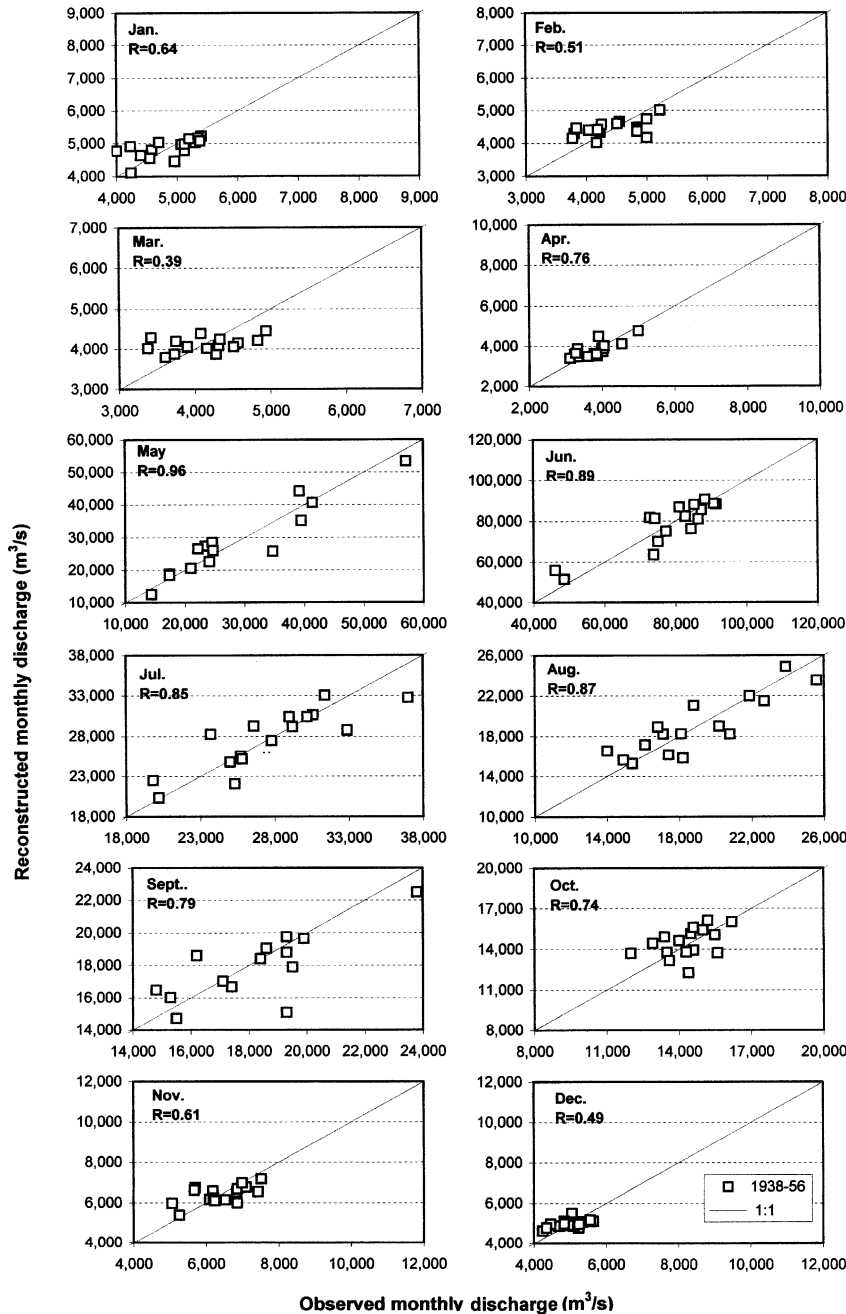 9,000
8,000
7,000
6,000
5,000
4,000
Jan.
R=0.64
4,000 5,000 6,000 7,000 8,000 9,000
8,000
7,000
6,000
5,000
4,000
3,000
Feb.
R=0.51
3,000 4,000 5,000 6,000 7,000 8,000
7,000
6,000
5,000
4,000
3,000
Mar.
R=0.39
3,000 4,000 5,000 6,000 7,000
10,000
8,000
6,000
4,000
2,000
Apr.
R=0.76
2,000 4,000 6,000 8,000 10,000
60,000
50,000
40,000
30,000
20,000
10,000
May
R=0.96
10,000 20,000 30,000 40,000 50,000 60,000
120,000
100,000
80,000
60,000
40,000
Jun.
R=0.89
40,000 60,000 80,000 100,000 120,000
38,000
33,000
28,000
23,000
18,000
Jul.
R=0.85
18,000 23,000 28,000 33,000 38,000
26,000
22,000
18,000
14,000
10,000
Aug.
R=0.87
10,000 14,000 18,000 22,000 26,000
24,000
22,000
20,000
18,000
16,000
14,000
Sept..
R=0.79
14,000 16,000 18,000 20,000 22,000 24,000
20,000
17,000
14,000
11,000
8,000
Oct.
R=0.74
8,000 11,000 14,000 17,000 20,000
12,000
10,000
8,000
6,000
4,000
Nov.
R=0.61
4,000 6,000 8,000 10,000 12,000
12,000
10,000
8,000
6,000
4,000
Dec.
R=0.49
1938-56
1:1
4,000 6,000 8,000 10,000 12,000
Reconstructed monthly discharge (m³/s)
Observed monthly discharge (m³/s)